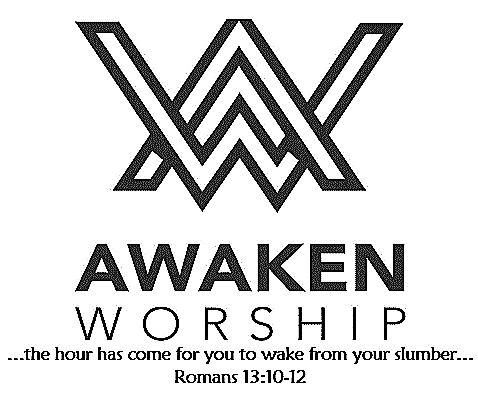 AWAKEN
WORSHIP
...the hour has come for you to wake from your slumber...
Romans 13:10-12